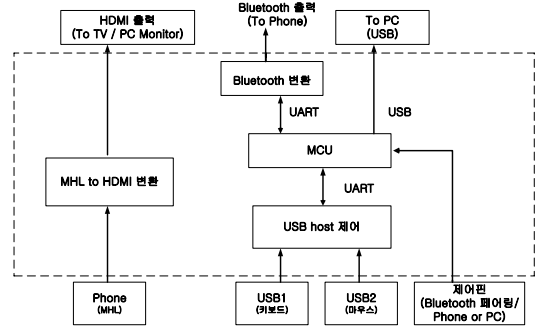 HDMI 출력
(To TV / PC Monitor)
Bluetooth 출력
(To Phone)
To PC
(USB)
Bluetooth 변환
UART
USB
MCU
MHL to HDMI 변환
UART
USB host 제어
Phone
(MHL)
USB1
(키보드)
USB2
(마우스)
제어핀
(Bluetooth 페어링/
Phone or PC)